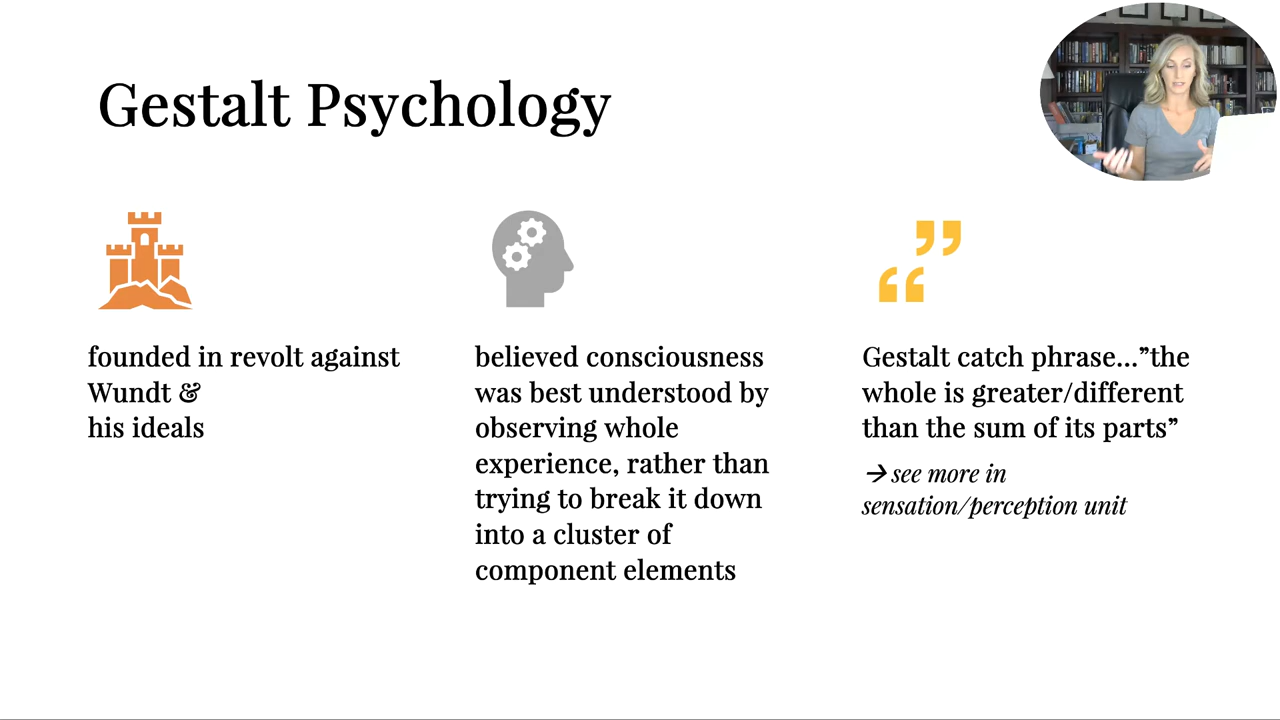 Gestalt Psychology
founded in revolt against
Wundt &
his ideals
believed consciousness
was best understood by
observing whole
experience, rather than
trying to break it down
into a cluster of
component elements
Gestalt catch phrase...”the
whole is greater/different
than the sum of its parts”
→ see more in
sensation/perception unit